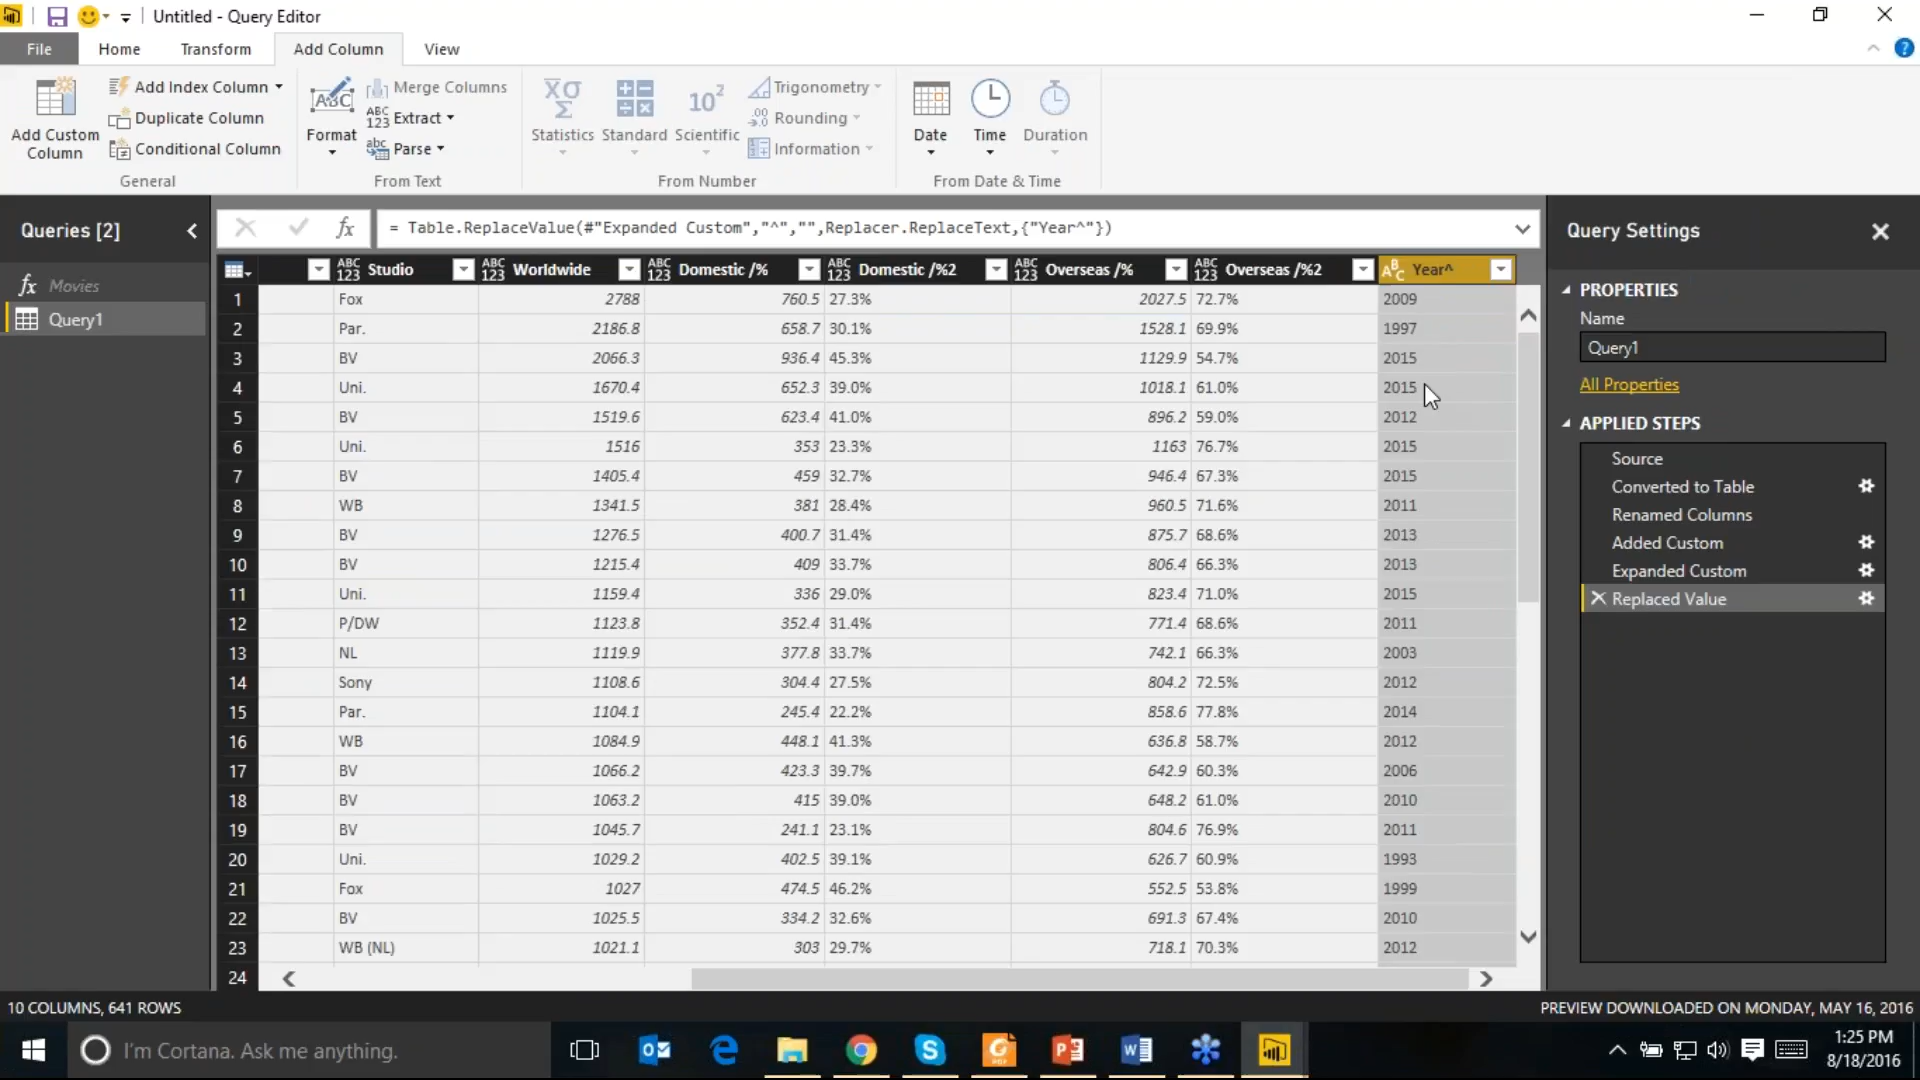 Untitled - Query Editor
File Home Transform Add Column View
Add Custom Column
Add Index Column
Duplicate Column
Conditional Column
General
Format
Merge Columns
Extract
Parse
From Text
Statistics Standard Scientific
Trigonometry
Rounding
Information
From Number
Date Time Duration
From Date & Time
Queries [2]
Movies
Query1
= Table.ReplaceValue(#"Expanded Custom","^","",Replacer.ReplaceText,{"Year^"})
Studio Worldwide Domestic /% Domestic /%2 Overseas /% Overseas /%2 Year^
1 Fox 2788 760.5 27.3% 2027.5 72.7% 2009
2 Par. 2186.8 658.7 30.1% 1528.1 69.9% 1997
3 BV 2066.3 936.4 45.3% 1129.9 54.7% 2015
4 Uni. 1670.4 652.3 39.0% 1018.1 61.0% 2015
5 BV 1519.6 623.4 41.0% 896.2 59.0% 2012
6 Uni. 1516 353 23.3% 1163 76.7% 2015
7 BV 1405.4 459 32.7% 946.4 67.3% 2015
8 WB 1341.5 381 28.4% 960.5 71.6% 2011
9 BV 1276.5 400.7 31.4% 875.7 68.6% 2013
10 BV 1215.4 409 33.7% 806.4 66.3% 2013
11 Uni. 1159.4 336 29.0% 823.4 71.0% 2015
12 P/DW 1123.8 352.4 31.4% 771.4 68.6% 2011
13 NL 1119.9 377.8 33.7% 742.1 66.3% 2003
14 Sony 1108.6 304.4 27.5% 804.2 72.5% 2012
15 Par. 1104.1 245.4 22.2% 858.6 77.8% 2014
16 WB 1084.9 448.1 41.3% 636.8 58.7% 2012
17 BV 1066.2 423.3 39.7% 642.9 60.3% 2006
18 BV 1063.2 415 39.0% 648.2 61.0% 2010
19 BV 1045.7 241.1 23.1% 804.6 76.9% 2011
20 Uni. 1029.2 402.5 39.1% 626.7 60.9% 1993
21 Fox 1027 474.5 46.2% 552.5 53.8% 1999
22 BV 1025.5 334.2 32.6% 691.3 67.4% 2010
23 WB (NL) 1021.1 303 29.7% 718.1 70.3% 2012
24
Query Settings
PROPERTIES
Name
Query1
All Properties
APPLIED STEPS
Source
Converted to Table
Renamed Columns
Added Custom
Expanded Custom
Replaced Value
10 COLUMNS, 641 ROWS
PREVIEW DOWNLOADED ON MONDAY, MAY 16, 2016
I'm Cortana. Ask me anything.
1:25 PM
8/18/2016